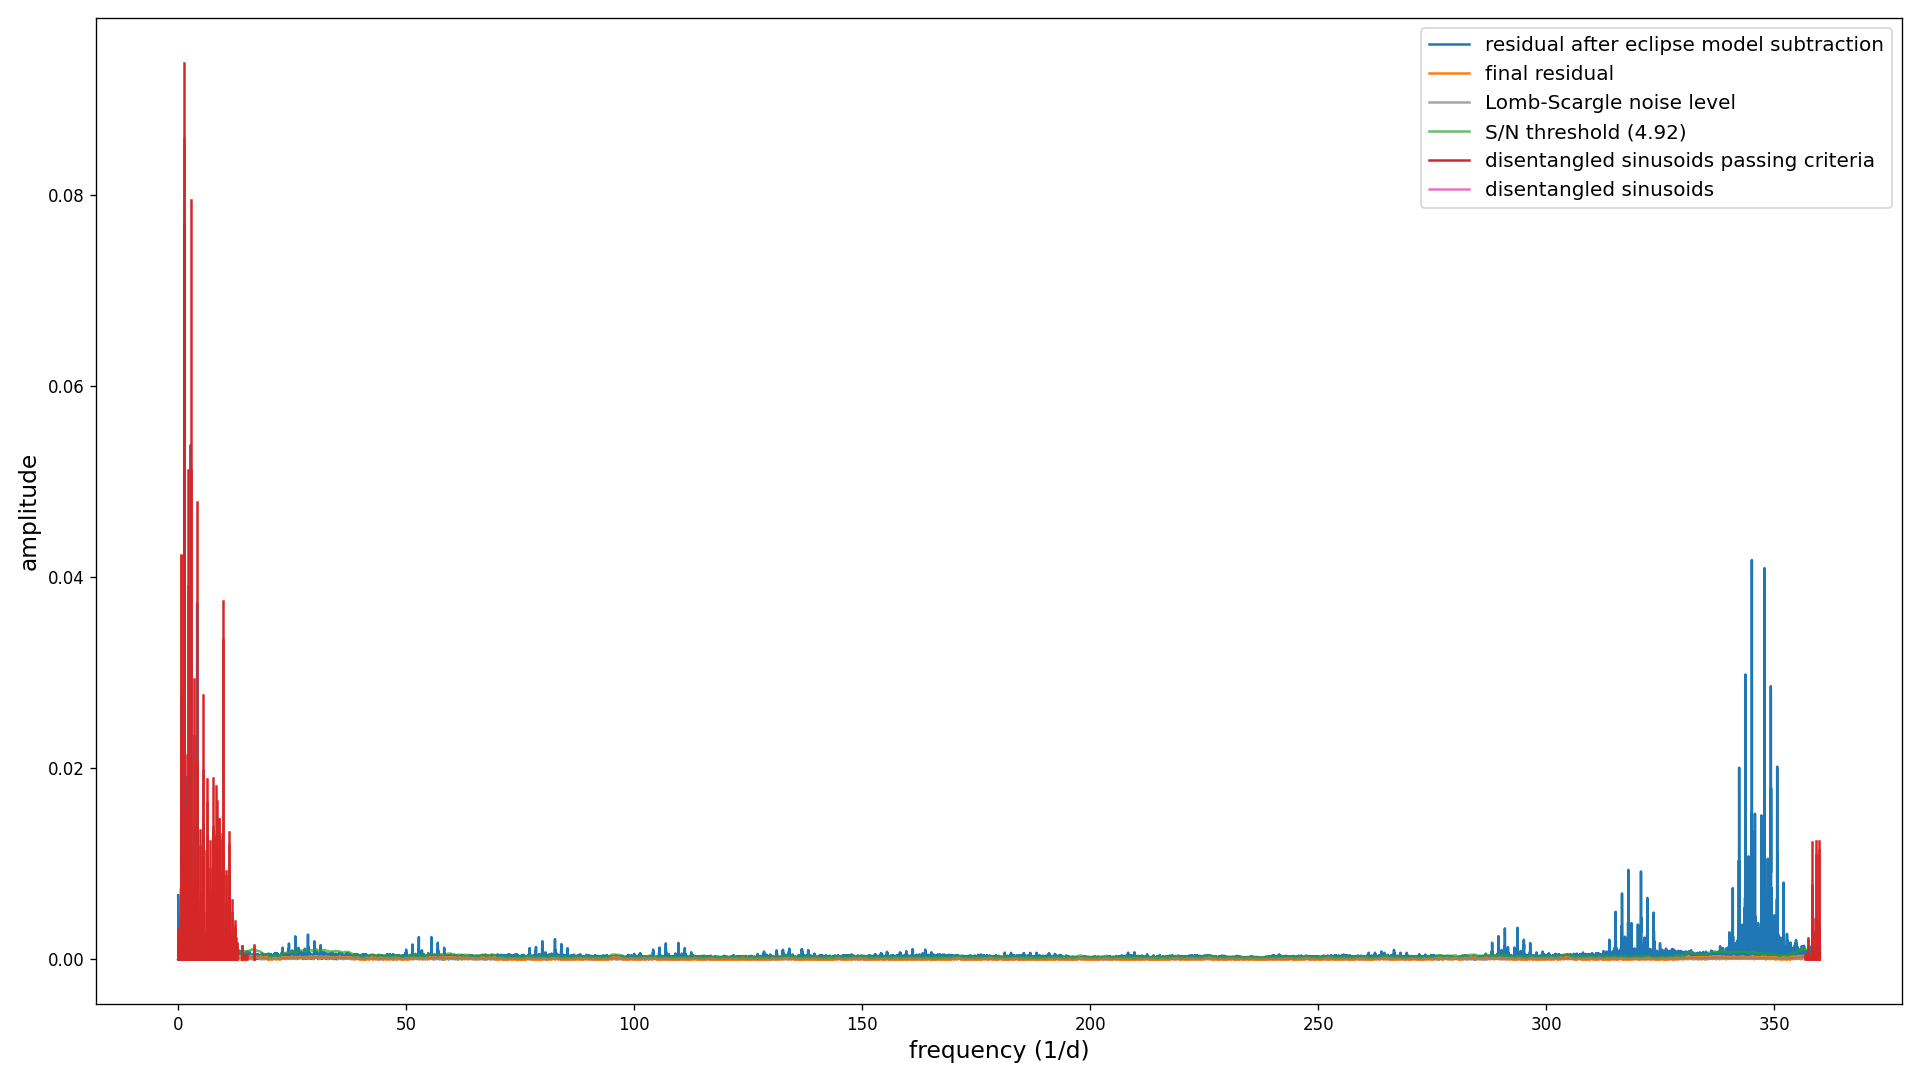 residual after eclipse model subtraction
final residual
Lomb-Scargle noise level
S/N threshold (4.92)
disentangled sinusoids passing criteria
disentangled sinusoids
amplitude
0.08
0.06
0.04
0.02
0.00
0 50 100 150 200 250 300 350
frequency (1/d)